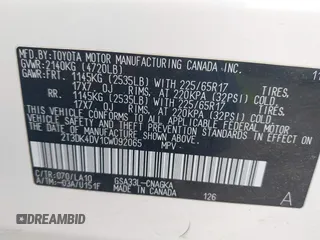 MFD. BY: TOYOTA MOTOR MANUFACTURING CANADA INC. 11
GVWR: 2140KG (4720LB)
GAWR: FRT. 1145KG (2535LB) WITH 225/65R17 TIRES,
17X7 RIMS, AT 220KPA (32PSI) COLD
RR. 1145KG (2535LB) WITH 225/65R17 TIRES,
17X7 RIMS, AT 220KPA (32PSI) COLD
THIS VEHICLE CONFORMS TO ALL APPLICABLE FEDERAL MOTOR
VEHICLE SAFETY AND THEFT PREVENTION STANDARDS IN
EFFECT ON THE DATE OF MANUFACTURE SHOWN ABOVE.
2T3DK4DV1CW092065 MPV
C/TR: 070/LA10 GSA33L-CNAGKA
A/TM: -03A/U151F MADE IN CANADA 126 A